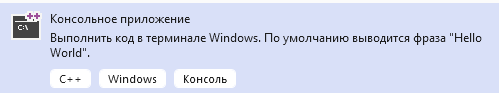 Консольное приложение
Выполнить код в терминале Windows. По умолчанию выводится фраза "Hello
World".
C++ Windows Консоль